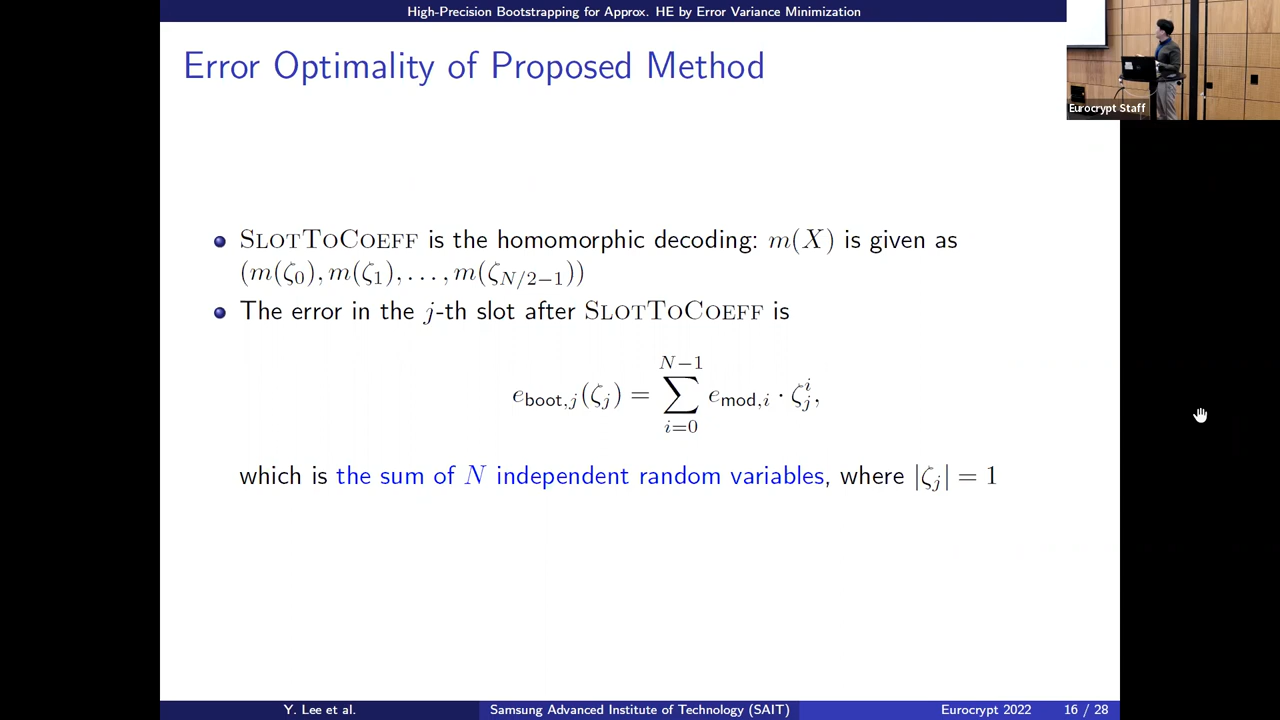 High-Precision Bootstrapping for Approx. HE by Error Variance Minimization
Error Optimality of Proposed Method
Eurocrypt Staff
SLOTTOCOEFF is the homomorphic decoding: m(X) is given as
(m(ζ₀), m(ζ₁), . . . , m(ζ_{N/2−1}))
The error in the j-th slot after SLOTTOCOEFF is
e_{boot,j}(ζ_j) = ∑_{i=0}^{N−1} e_{mod,i} · ζ_j^i,
which is the sum of N independent random variables, where |ζ_j| = 1
Y. Lee et al. Samsung Advanced Institute of Technology (SAIT) Eurocrypt 2022 16 / 28